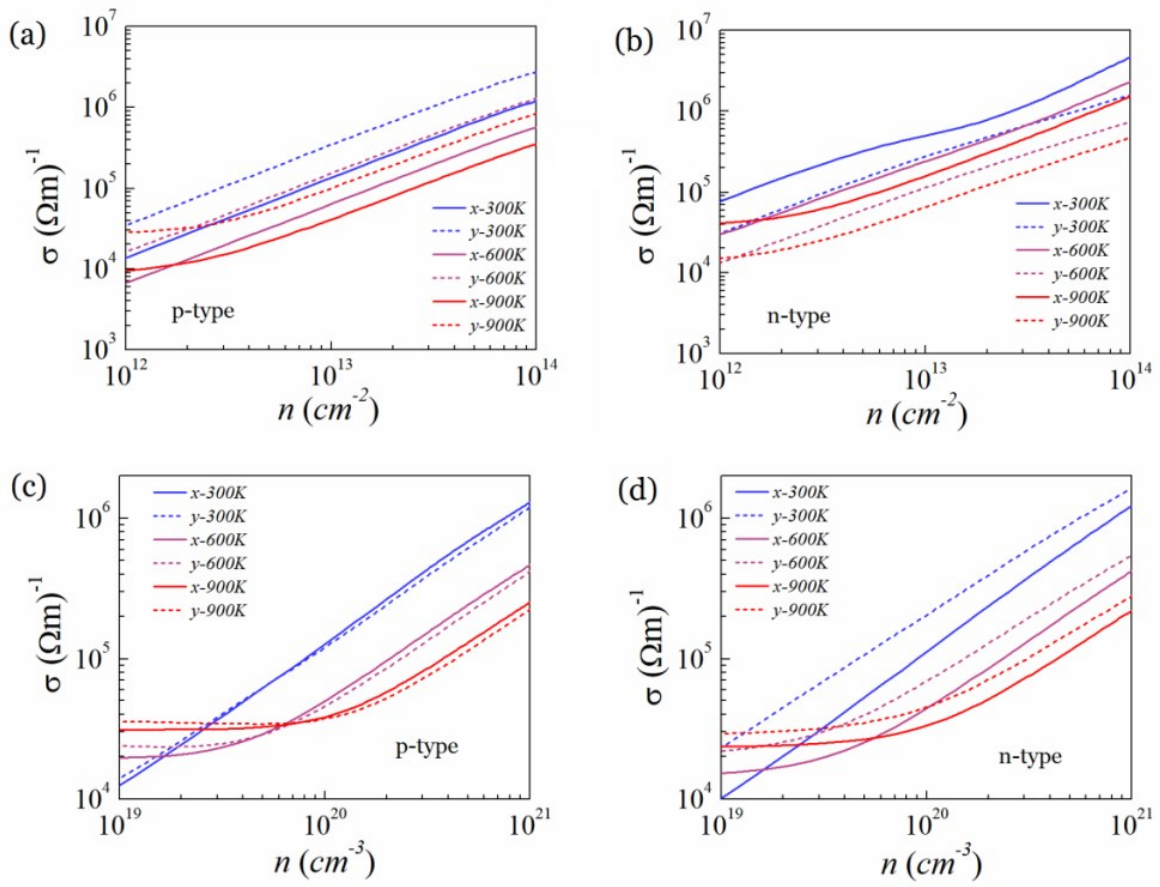 (a)
10⁷
10⁶
10⁵
10⁴
10³
σ (Ωm)⁻¹
x-300K
y-300K
x-600K
y-600K
x-900K
y-900K
p-type
10¹² 10¹³ 10¹⁴
n (cm⁻²)
(b)
10⁷
10⁶
10⁵
10⁴
10³
σ (Ωm)⁻¹
x-300K
y-300K
x-600K
y-600K
x-900K
y-900K
n-type
10¹² 10¹³ 10¹⁴
n (cm⁻²)
(c)
10⁶
10⁵
10⁴
σ (Ωm)⁻¹
x-300K
y-300K
x-600K
y-600K
x-900K
y-900K
p-type
10¹⁹ 10²⁰ 10²¹
n (cm⁻³)
(d)
10⁶
10⁵
10⁴
σ (Ωm)⁻¹
x-300K
y-300K
x-600K
y-600K
x-900K
y-900K
n-type
10¹⁹ 10²⁰ 10²¹
n (cm⁻³)